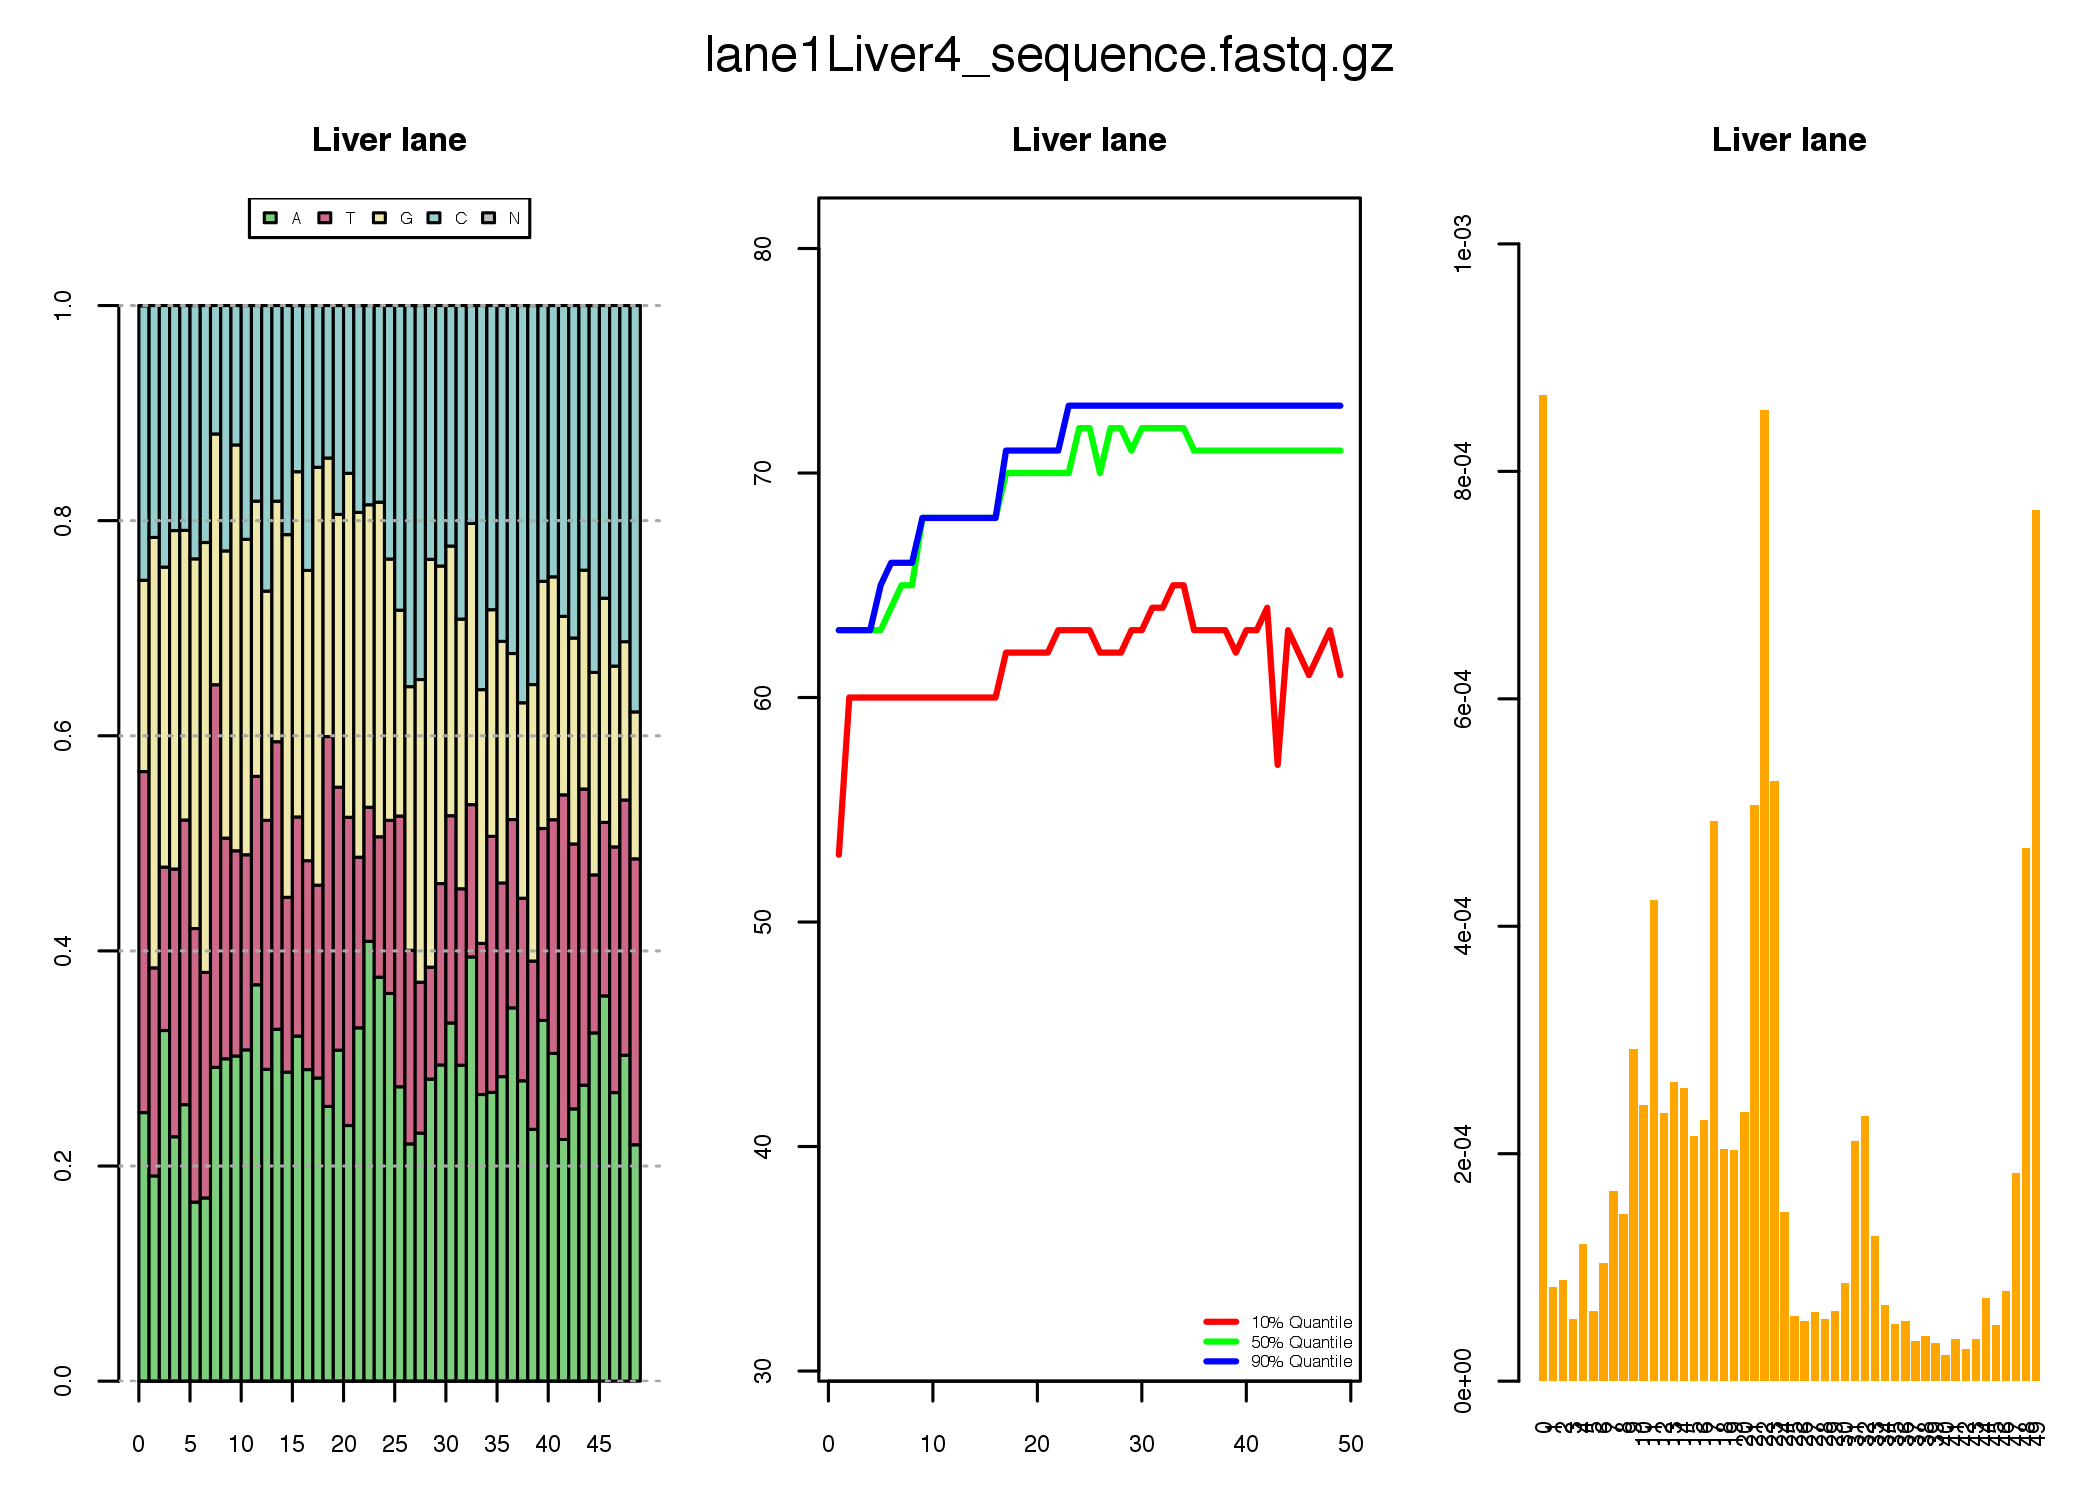 lane1Liver4_sequence.fastq.gz
Liver lane
A T G C N
1.0
0.8
0.6
0.4
0.2
0.0
0 5 10 15 20 25 30 35 40 45
Liver lane
80
70
60
50
40
30
10% Quantile
50% Quantile
90% Quantile
0 10 20 30 40 50
Liver lane
1e-03
8e-04
6e-04
4e-04
2e-04
0e+00